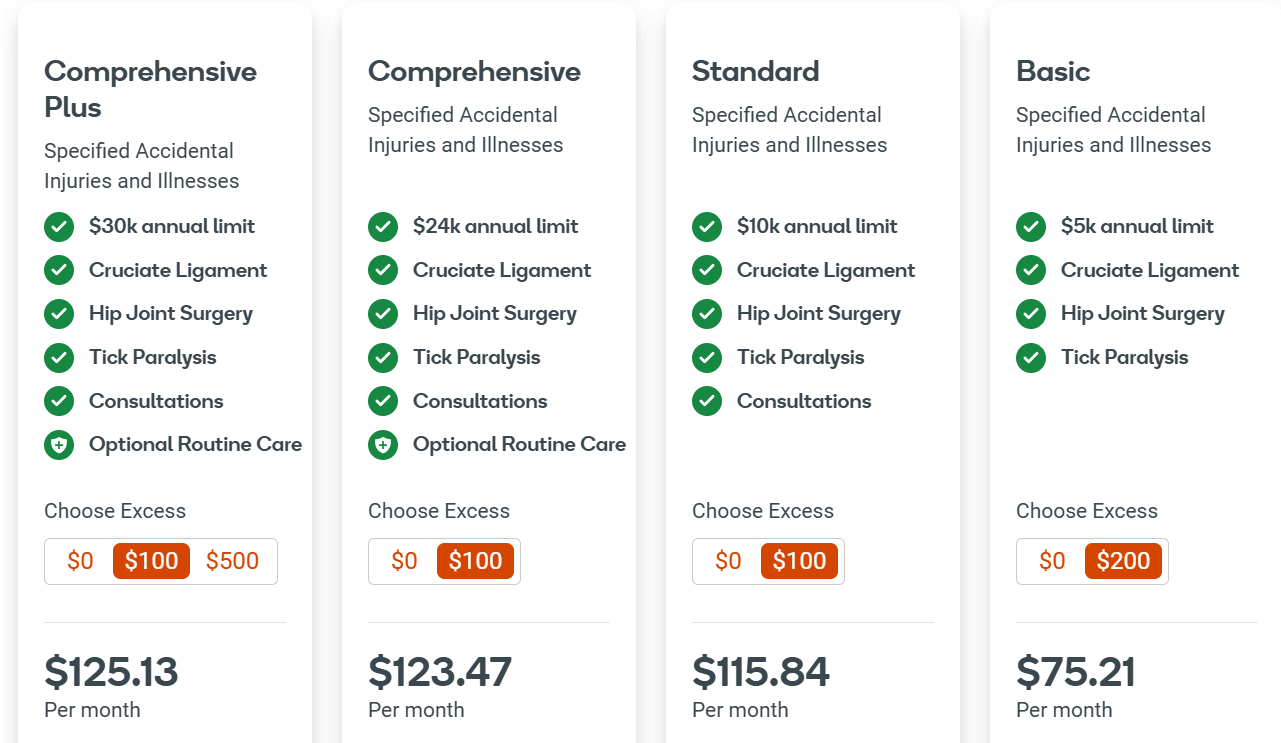 Comprehensive
Plus
Specified Accidental
Injuries and Illnesses
$30k annual limit
Cruciate Ligament
Hip Joint Surgery
Tick Paralysis
Consultations
Optional Routine Care
Choose Excess
$0 $100 $500
$125.13
Per month
Comprehensive
Specified Accidental
Injuries and Illnesses
$24k annual limit
Cruciate Ligament
Hip Joint Surgery
Tick Paralysis
Consultations
Optional Routine Care
Choose Excess
$0 $100
$123.47
Per month
Standard
Specified Accidental
Injuries and Illnesses
$10k annual limit
Cruciate Ligament
Hip Joint Surgery
Tick Paralysis
Consultations
Choose Excess
$0 $100
$115.84
Per month
Basic
Specified Accidental
Injuries and Illnesses
$5k annual limit
Cruciate Ligament
Hip Joint Surgery
Tick Paralysis
Choose Excess
$0 $200
$75.21
Per month